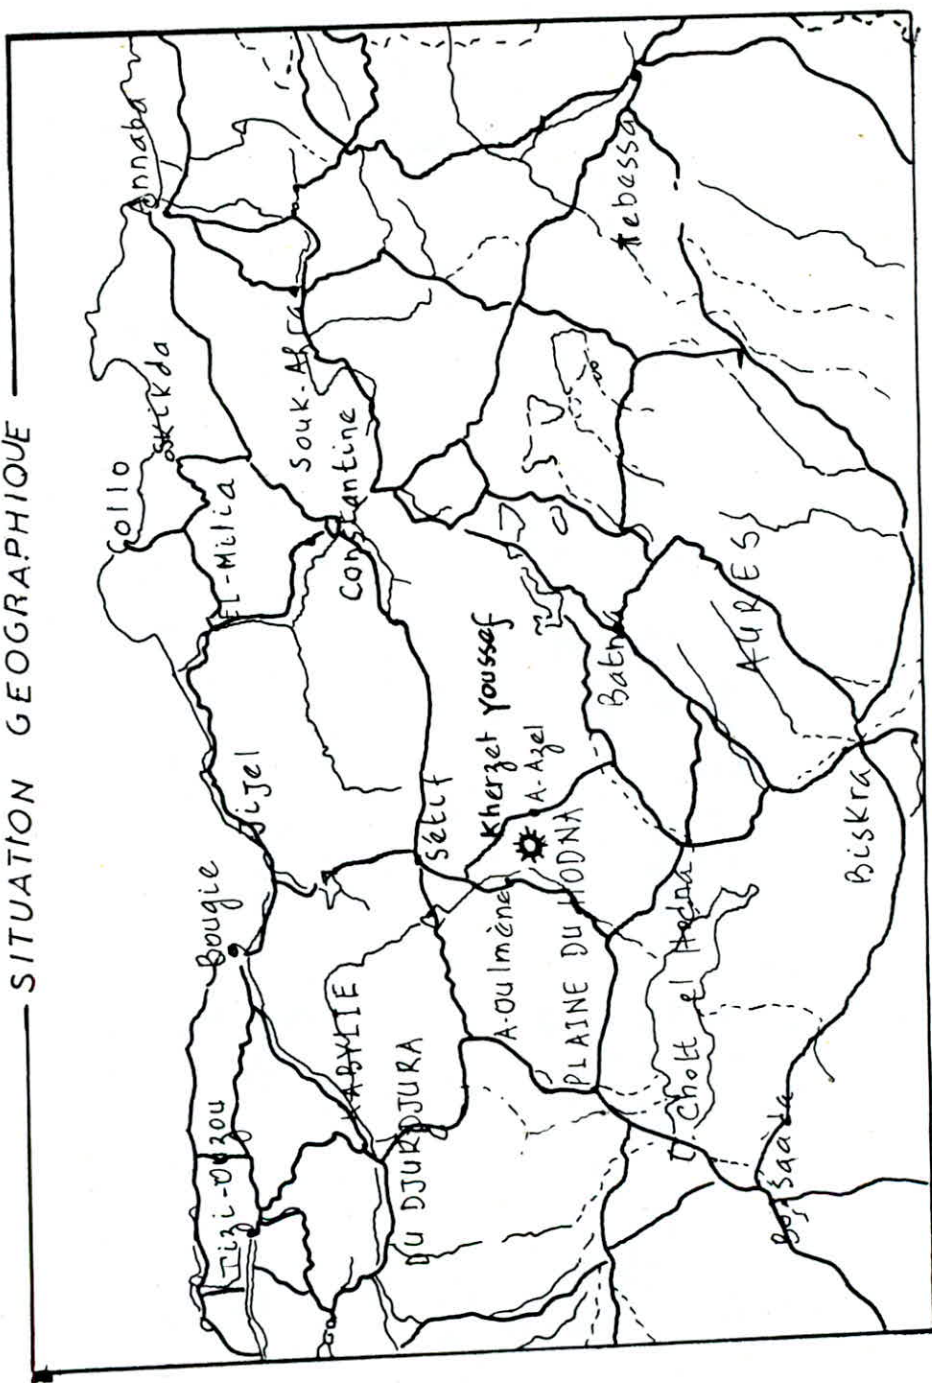 SITUATION GEOGRAPHIQUE
Annaba
Collo
Skikda
El-Milia
Souk-Ahras
Constantine
Tebessa
Bougie
Jijel
Tizi-Ouzou
KABYLIE
DU DJURDJURA
Sétif
Kherzet Youssef
A.Azel
A-Oulmène
PLAINE DU HODNA
Batna
AURES
Chott el Hodna
Biskra
Bou Saada